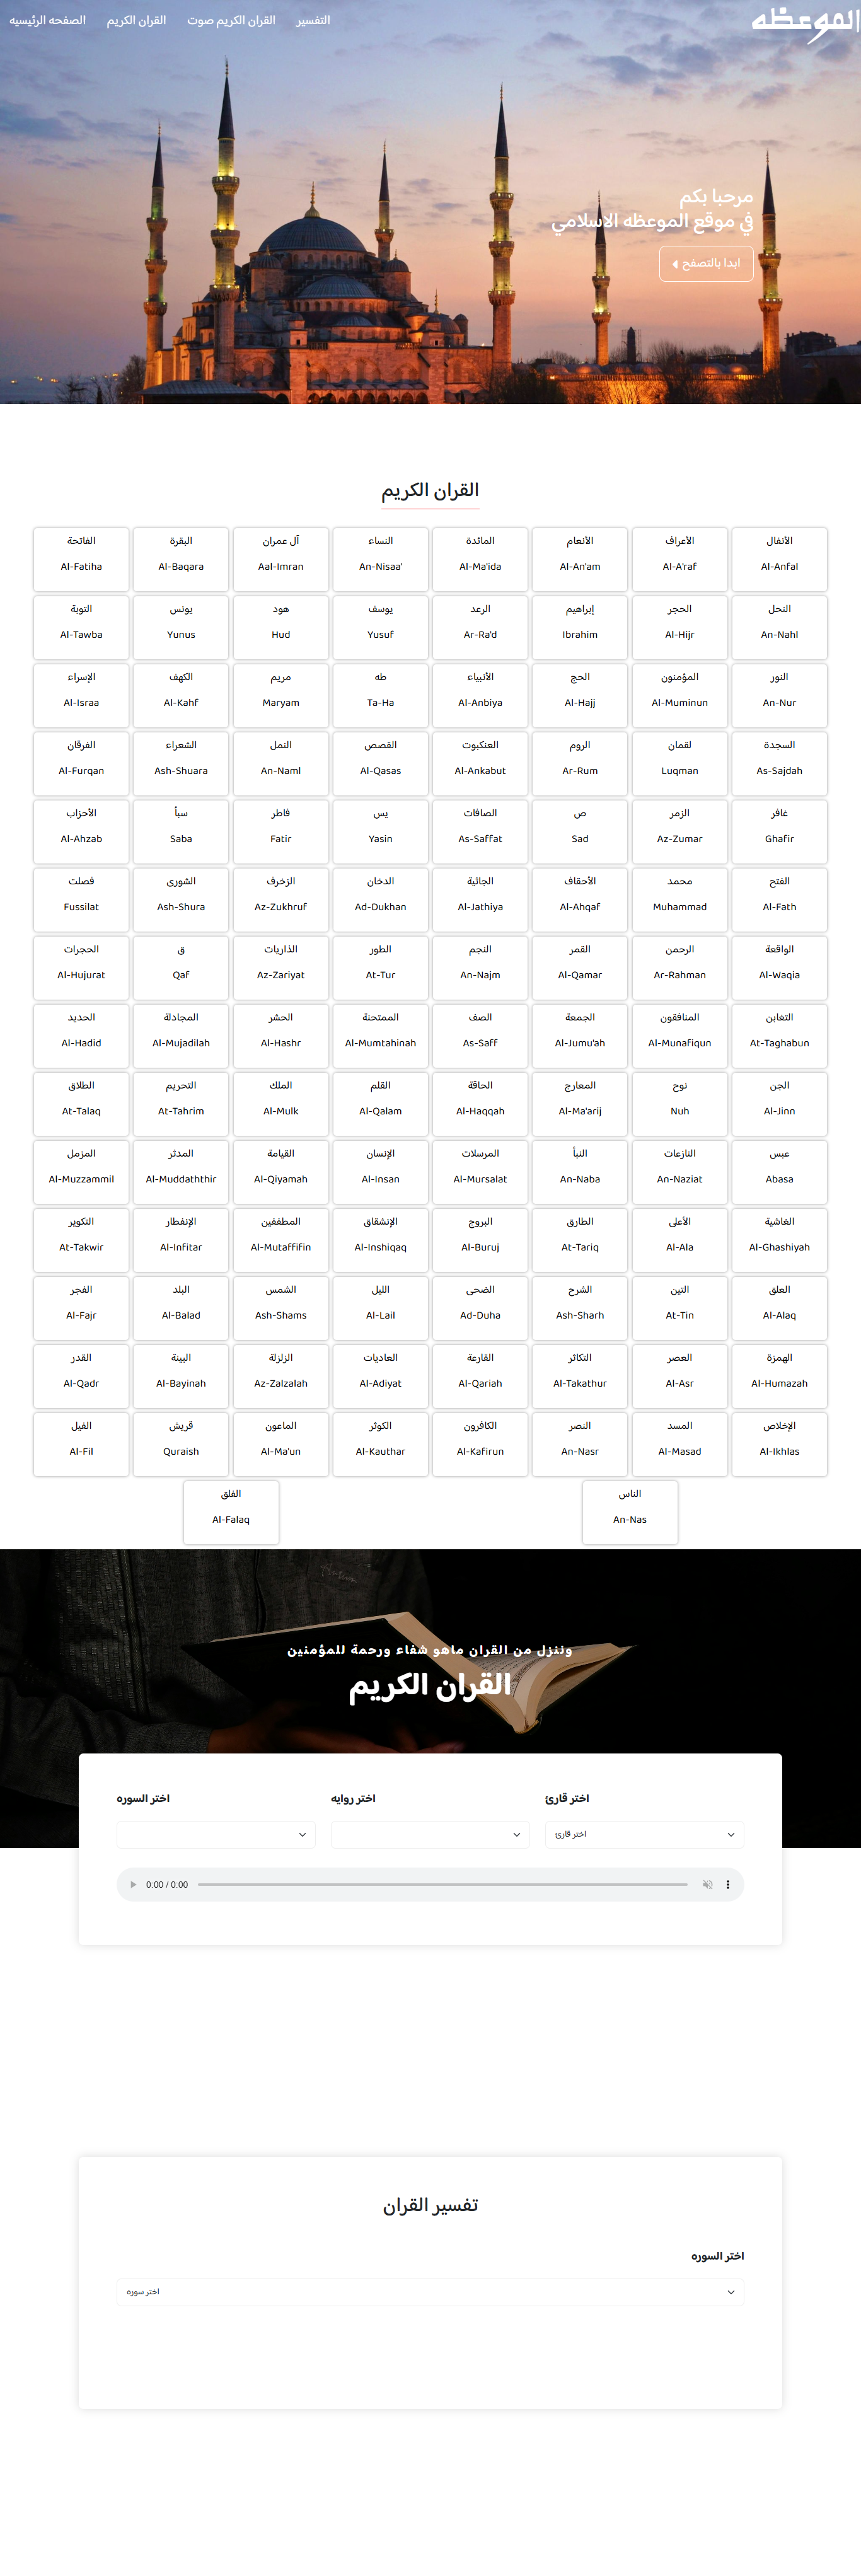 الموعظه
الصفحه الرئيسيه
القران الكريم
القران الكريم صوت
التفسير
مرحبا بكم
في موقع الموعظه الاسلامي
ابدا بالتصفح
القران الكريم
الفاتحة
Al-Fatiha
البقرة
Al-Baqara
آل عمران
Aal-Imran
النساء
An-Nisaa'
المائدة
Al-Ma'ida
الأنعام
Al-An'am
الأعراف
Al-A'raf
الأنفال
Al-Anfal
التوبة
Al-Tawba
يونس
Yunus
هود
Hud
يوسف
Yusuf
الرعد
Ar-Ra'd
إبراهيم
Ibrahim
الحجر
Al-Hijr
النحل
An-Nahl
الإسراء
Al-Israa
الكهف
Al-Kahf
مريم
Maryam
طه
Ta-Ha
الأنبياء
Al-Anbiya
الحج
Al-Hajj
المؤمنون
Al-Muminun
النور
An-Nur
الفرقان
Al-Furqan
الشعراء
Ash-Shuara
النمل
An-Naml
القصص
Al-Qasas
العنكبوت
Al-Ankabut
الروم
Ar-Rum
لقمان
Luqman
السجدة
As-Sajdah
الأحزاب
Al-Ahzab
سبأ
Saba
فاطر
Fatir
يس
Yasin
الصافات
As-Saffat
ص
Sad
الزمر
Az-Zumar
غافر
Ghafir
فصلت
Fussilat
الشورى
Ash-Shura
الزخرف
Az-Zukhruf
الدخان
Ad-Dukhan
الجاثية
Al-Jathiya
الأحقاف
Al-Ahqaf
محمد
Muhammad
الفتح
Al-Fath
الحجرات
Al-Hujurat
ق
Qaf
الذاريات
Az-Zariyat
الطور
At-Tur
النجم
An-Najm
القمر
Al-Qamar
الرحمن
Ar-Rahman
الواقعة
Al-Waqia
الحديد
Al-Hadid
المجادلة
Al-Mujadilah
الحشر
Al-Hashr
الممتحنة
Al-Mumtahinah
الصف
As-Saff
الجمعة
Al-Jumu'ah
المنافقون
Al-Munafiqun
التغابن
At-Taghabun
الطلاق
At-Talaq
التحريم
At-Tahrim
الملك
Al-Mulk
القلم
Al-Qalam
الحاقة
Al-Haqqah
المعارج
Al-Ma'arij
نوح
Nuh
الجن
Al-Jinn
المزمل
Al-Muzzammil
المدثر
Al-Muddaththir
القيامة
Al-Qiyamah
الإنسان
Al-Insan
المرسلات
Al-Mursalat
النبأ
An-Naba
النازعات
An-Naziat
عبس
Abasa
التكوير
At-Takwir
الإنفطار
Al-Infitar
المطففين
Al-Mutaffifin
الإنشقاق
Al-Inshiqaq
البروج
Al-Buruj
الطارق
At-Tariq
الأعلى
Al-Ala
الغاشية
Al-Ghashiyah
الفجر
Al-Fajr
البلد
Al-Balad
الشمس
Ash-Shams
الليل
Al-Lail
الضحى
Ad-Duha
الشرح
Ash-Sharh
التين
At-Tin
العلق
Al-Alaq
القدر
Al-Qadr
البينة
Al-Bayinah
الزلزلة
Az-Zalzalah
العاديات
Al-Adiyat
القارعة
Al-Qariah
التكاثر
Al-Takathur
العصر
Al-Asr
الهمزة
Al-Humazah
الفيل
Al-Fil
قريش
Quraish
الماعون
Al-Ma'un
الكوثر
Al-Kauthar
الكافرون
Al-Kafirun
النصر
An-Nasr
المسد
Al-Masad
الإخلاص
Al-Ikhlas
الفلق
Al-Falaq
الناس
An-Nas
وننزل من القران ماهو شفاء ورحمة للمؤمنين
القران الكريم
اختر قارئ
اختر روايه
اختر السوره
اختر قارئ
0:00 / 0:00
تفسير القران
اختر السوره
اختر سوره